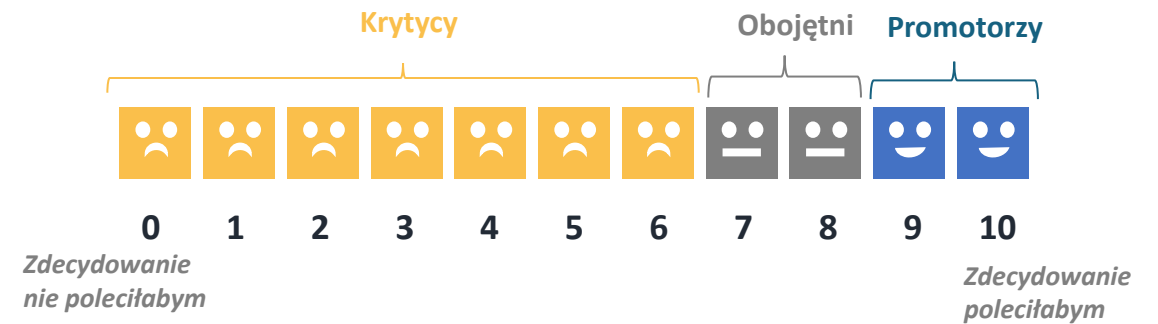 Krytycy
Obojętni
Promotorzy
0 1 2 3 4 5 6 7 8 9 10
Zdecydowanie
nie poleciłabym
Zdecydowanie
poleciłabym